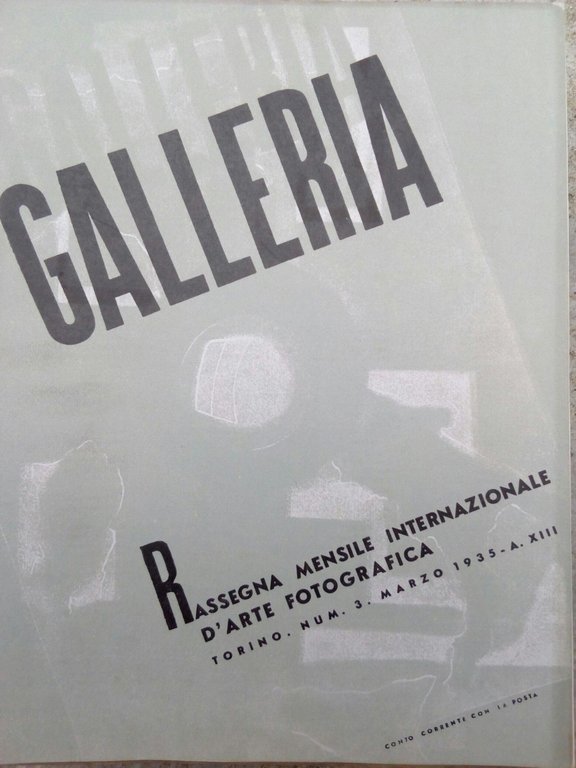 GALLERIA
RASSEGNA MENSILE INTERNAZIONALE
D'ARTE FOTOGRAFICA
TORINO. NUM. 3. MARZO 1935-A. XIII
CONTO CORRENTE CON LA POSTA